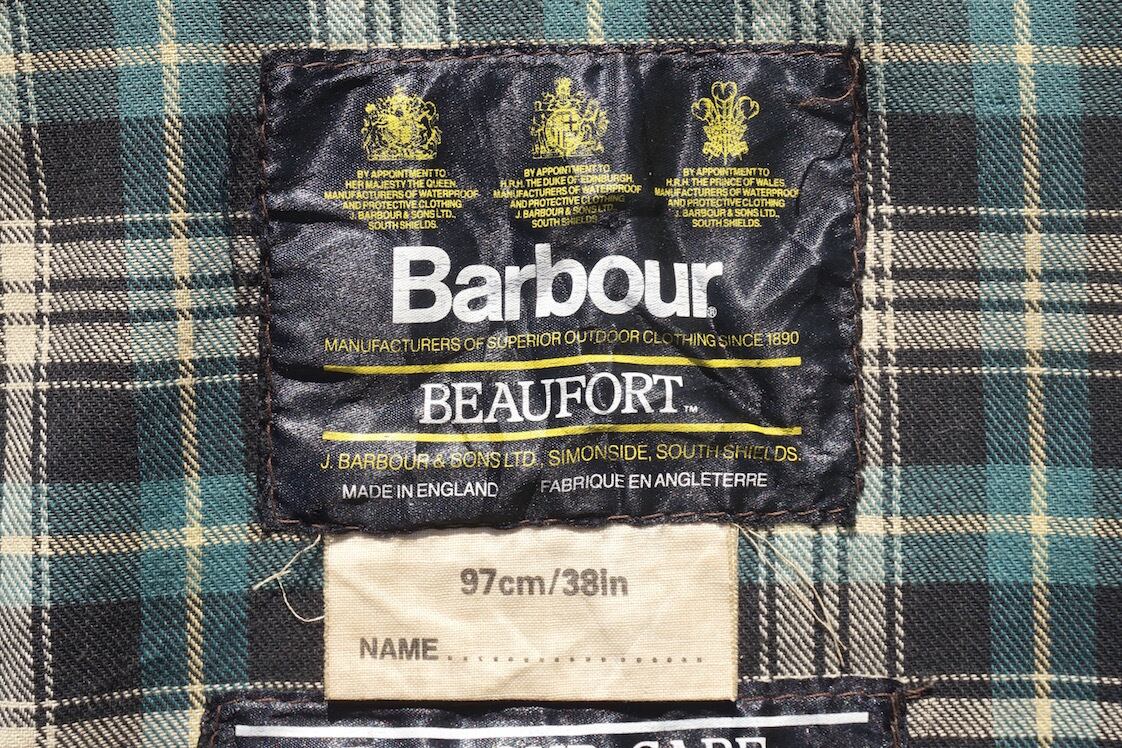 BY APPOINTMENT TO
HER MAJESTY THE QUEEN.
MANUFACTURERS OF WATERPROOF
AND PROTECTIVE CLOTHING
J. BARBOUR & SONS LTD.,
SOUTH SHIELDS.
BY APPOINTMENT TO
H.R.H. THE DUKE OF EDINBURGH,
MANUFACTURERS OF WATERPROOF
AND PROTECTIVE CLOTHING
J. BARBOUR & SONS LTD.,
SOUTH SHIELDS.
BY APPOINTMENT TO
H.R.H. THE PRINCE OF WALES,
MANUFACTURERS OF WATERPROOF
AND PROTECTIVE CLOTHING
J. BARBOUR & SONS LTD.,
SOUTH SHIELDS.
Barbour®
MANUFACTURERS OF SUPERIOR OUTDOOR CLOTHING SINCE 1890
BEAUFORT™
J. BARBOUR & SONS LTD., SIMONSIDE, SOUTH SHIELDS.
MADE IN ENGLAND FABRIQUE EN ANGLETERRE
97cm/38in
NAME....................
CARE